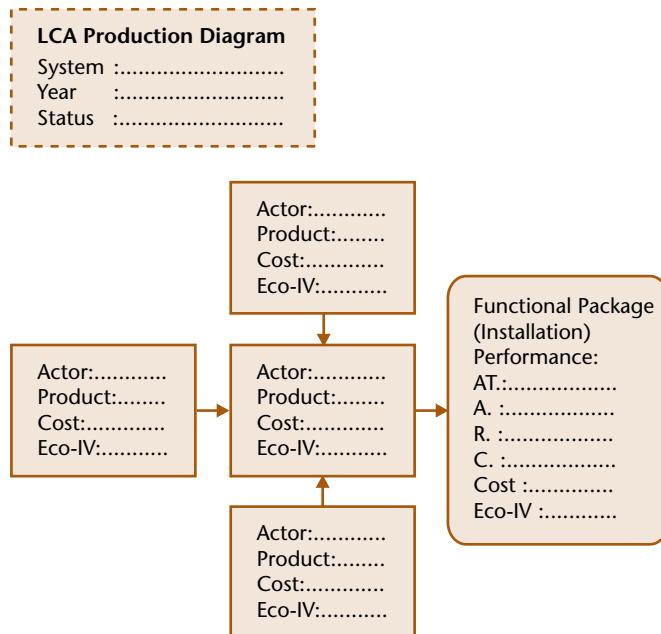 LCA Production Diagram
System :............................
Year :............................
Status :............................
Actor:............
Product:........
Cost:.............
Eco-IV:...........
Actor:.............
Product:........
Cost:.............
Eco-IV:...........
Actor:............
Product:........
Cost:.............
Eco-IV:...........
Actor:............
Product:........
Cost:.............
Eco-IV:...........
Functional Package
(Installation)
Performance:
AT.:..................
A. :..................
R. :..................
C. :..................
Cost :..............
Eco-IV :............